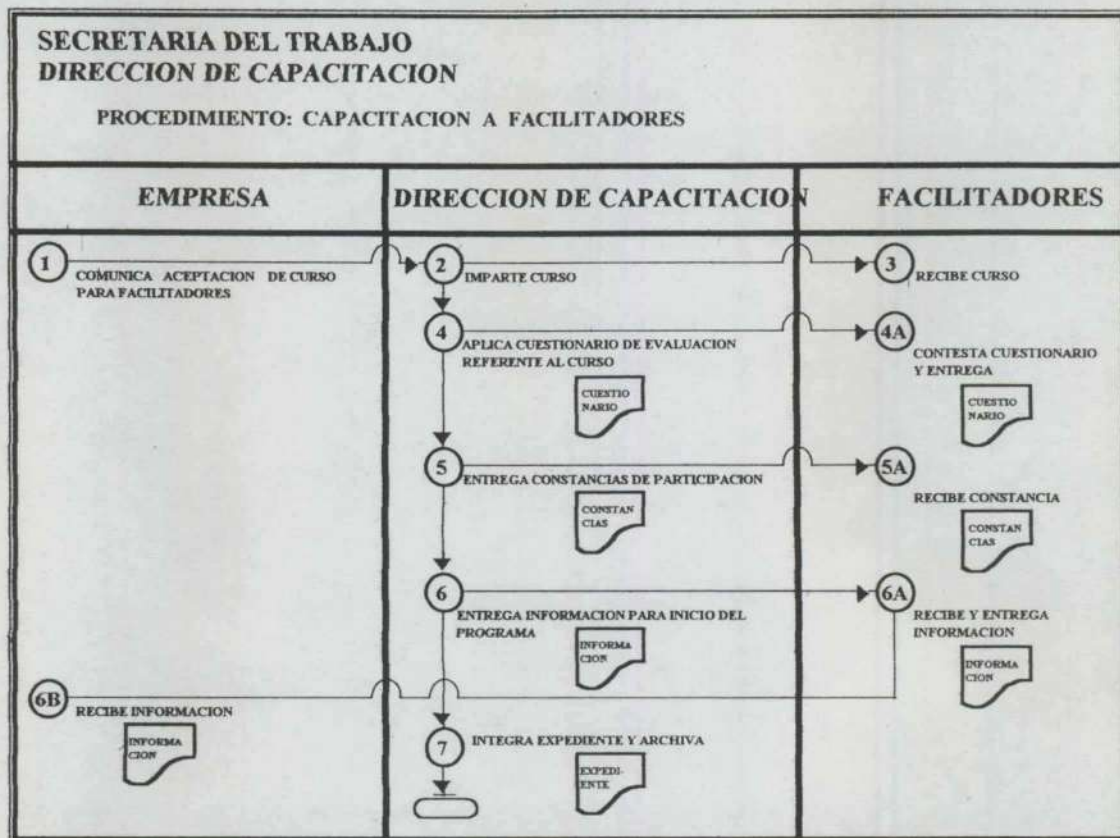 SECRETARIA DEL TRABAJO
DIRECCION DE CAPACITACION
PROCEDIMIENTO: CAPACITACION A FACILITADORES
EMPRESA
DIRECCION DE CAPACITACION
FACILITADORES
1
COMUNICA ACEPTACION DE CURSO
PARA FACILITADORES
2
IMPARTE CURSO
3
RECIBE CURSO
4
APLICA CUESTIONARIO DE EVALUACION
REFERENTE AL CURSO
CUESTIO
NARIO
4A
CONTESTA CUESTIONARIO
Y ENTREGA
CUESTIO
NARIO
5
ENTREGA CONSTANCIAS DE PARTICIPACION
CONSTAN
CIAS
5A
RECIBE CONSTANCIA
CONSTAN
CIAS
6
ENTREGA INFORMACION PARA INICIO DEL
PROGRAMA
INFORMA
CION
6A
RECIBE Y ENTREGA
INFORMACION
INFORMA
CION
6B
RECIBE INFORMACION
INFORMA
CION
7
INTEGRA EXPEDIENTE Y ARCHIVA
EXPEDI-
ENTE